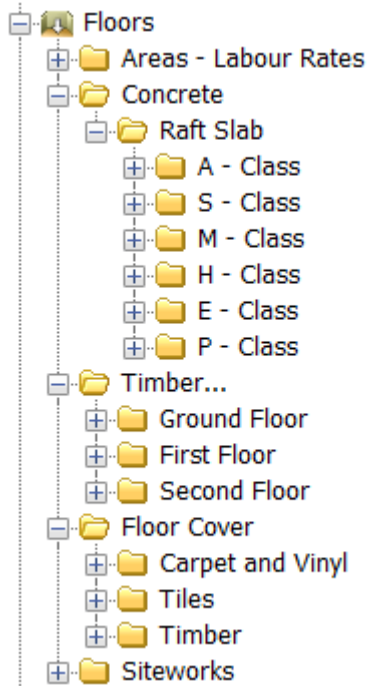 Floors
Areas - Labour Rates
Concrete
Raft Slab
A - Class
S - Class
M - Class
H - Class
E - Class
P - Class
Timber...
Ground Floor
First Floor
Second Floor
Floor Cover
Carpet and Vinyl
Tiles
Timber
Siteworks